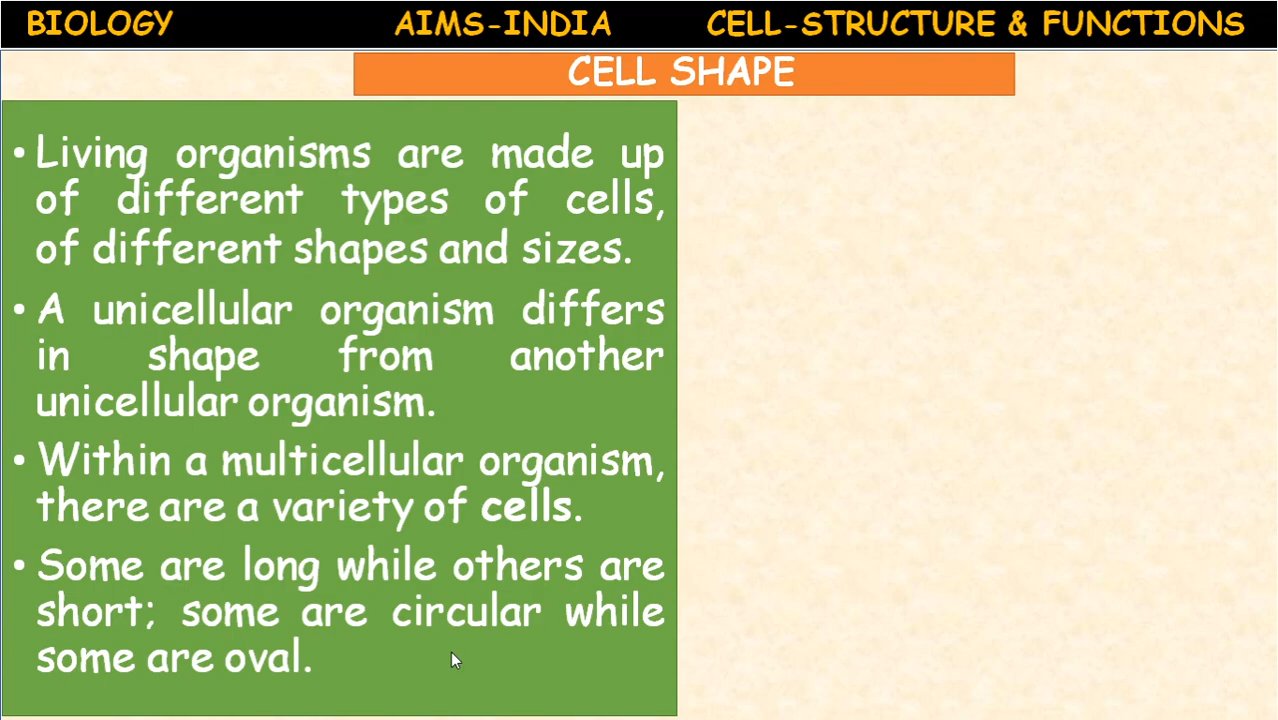 BIOLOGY AIMS-INDIA CELL-STRUCTURE & FUNCTIONS
CELL SHAPE
• Living organisms are made up
of different types of cells,
of different shapes and sizes.
• A unicellular organism differs
in shape from another
unicellular organism.
• Within a multicellular organism,
there are a variety of cells.
• Some are long while others are
short; some are circular while
some are oval.